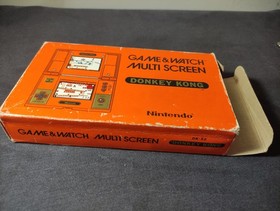 GAME & WATCH
MULTI SCREEN
DONKEY KONG
Nintendo
GAME & WATCH MULTI SCREEN
DONKEY KONG